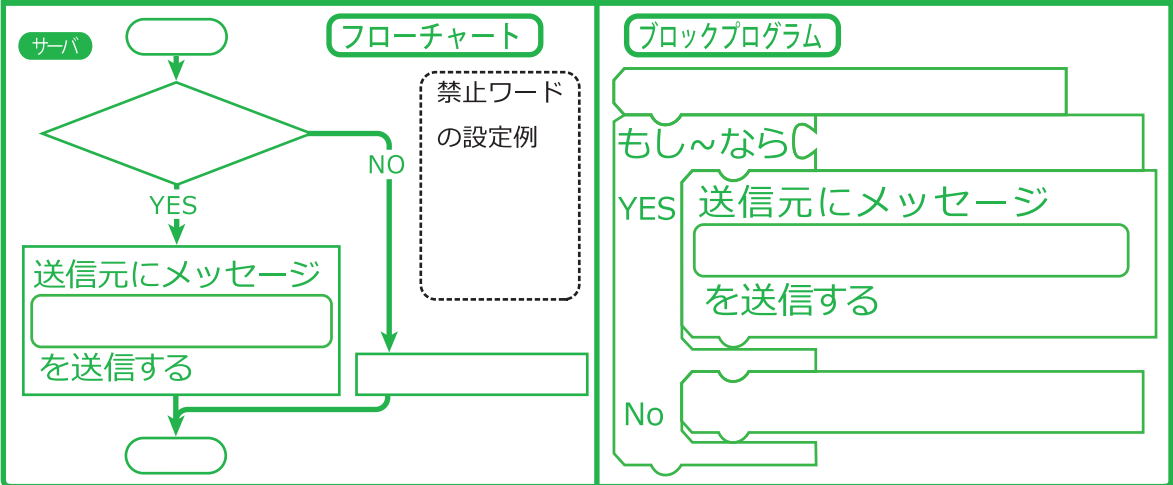 サーバ
フローチャート
禁止ワード
の設定例
NO
YES
送信元にメッセージ
を送信する
ブロックプログラム
もし~なら
YES
送信元にメッセージ
を送信する
No